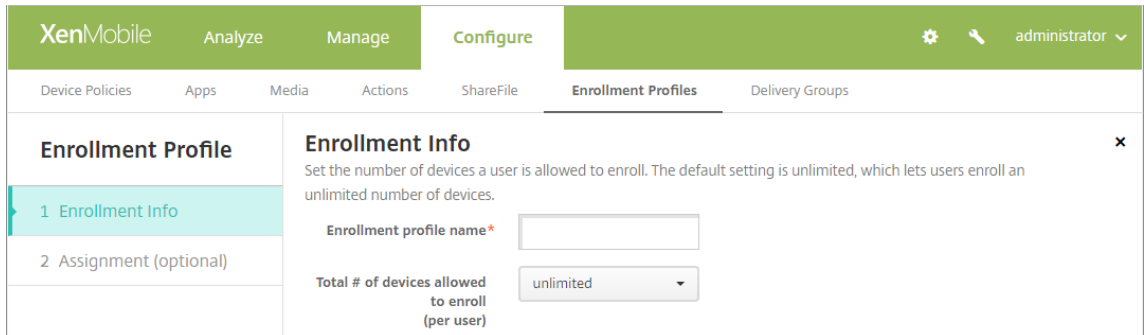 XenMobile Analyze Manage Configure administrator
Device Policies Apps Media Actions ShareFile Enrollment Profiles Delivery Groups
Enrollment Profile
1 Enrollment Info
2 Assignment (optional)
Enrollment Info
Set the number of devices a user is allowed to enroll. The default setting is unlimited, which lets users enroll an
unlimited number of devices.
Enrollment profile name*
Total # of devices allowed
to enroll
(per user)
unlimited